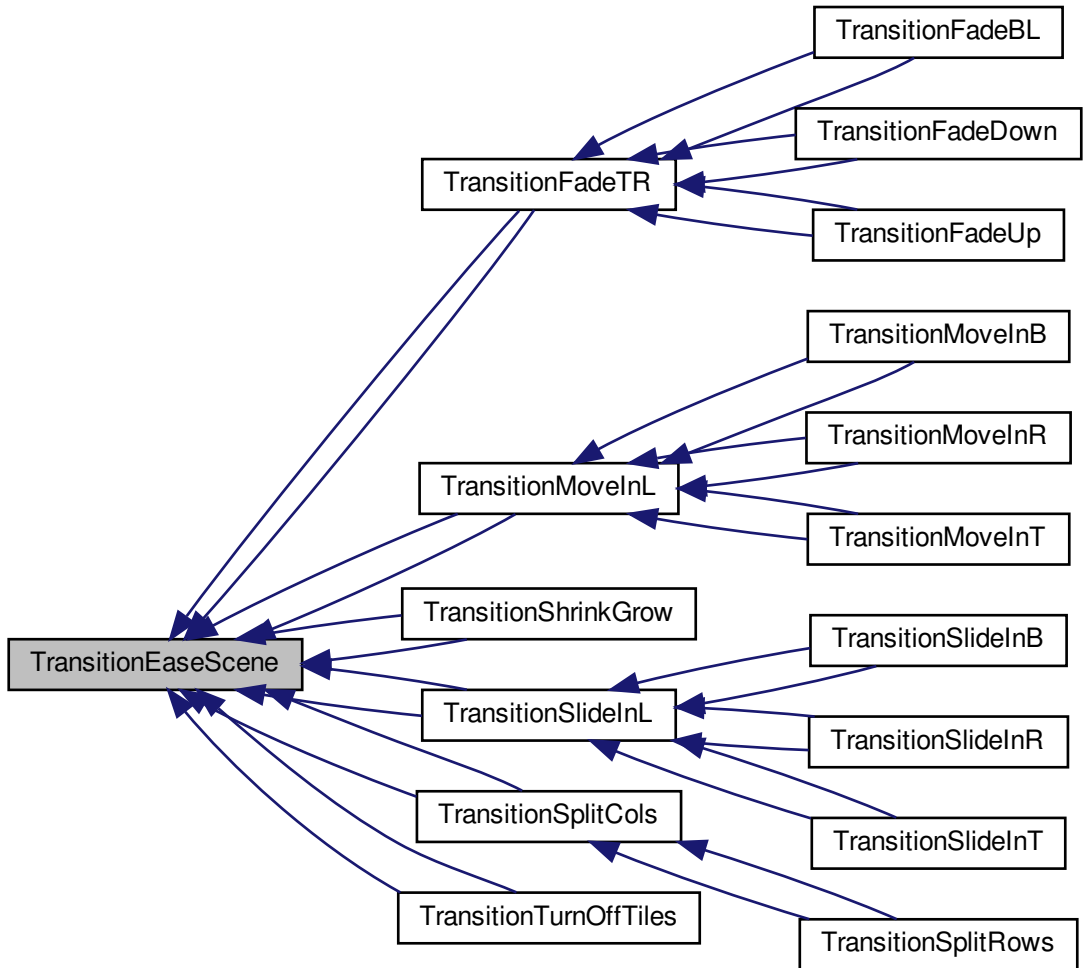 TransitionFadeBL
TransitionFadeDown
TransitionFadeTR
TransitionFadeUp
TransitionMoveInB
TransitionMoveInR
TransitionMoveInL
TransitionMoveInT
TransitionShrinkGrow
TransitionSlideInB
TransitionEaseScene
TransitionSlideInL
TransitionSlideInR
TransitionSplitCols
TransitionSlideInT
TransitionTurnOffTiles
TransitionSplitRows